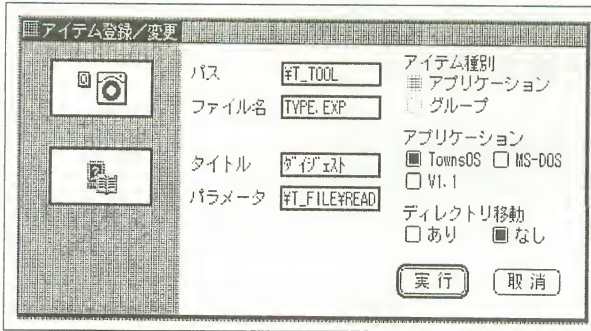 アイテム登録／変更
パス ¥T_TOOL
ファイル名 TYPE.EXP
タイトル ﾀﾞｲｼﾞｪｽﾄ
パラメータ ¥T_FILE¥READ
アイテム種別
アプリケーション
グループ
アプリケーション
TownsOS MS-DOS
V1.1
ディレクトリ移動
あり なし
実行 取消